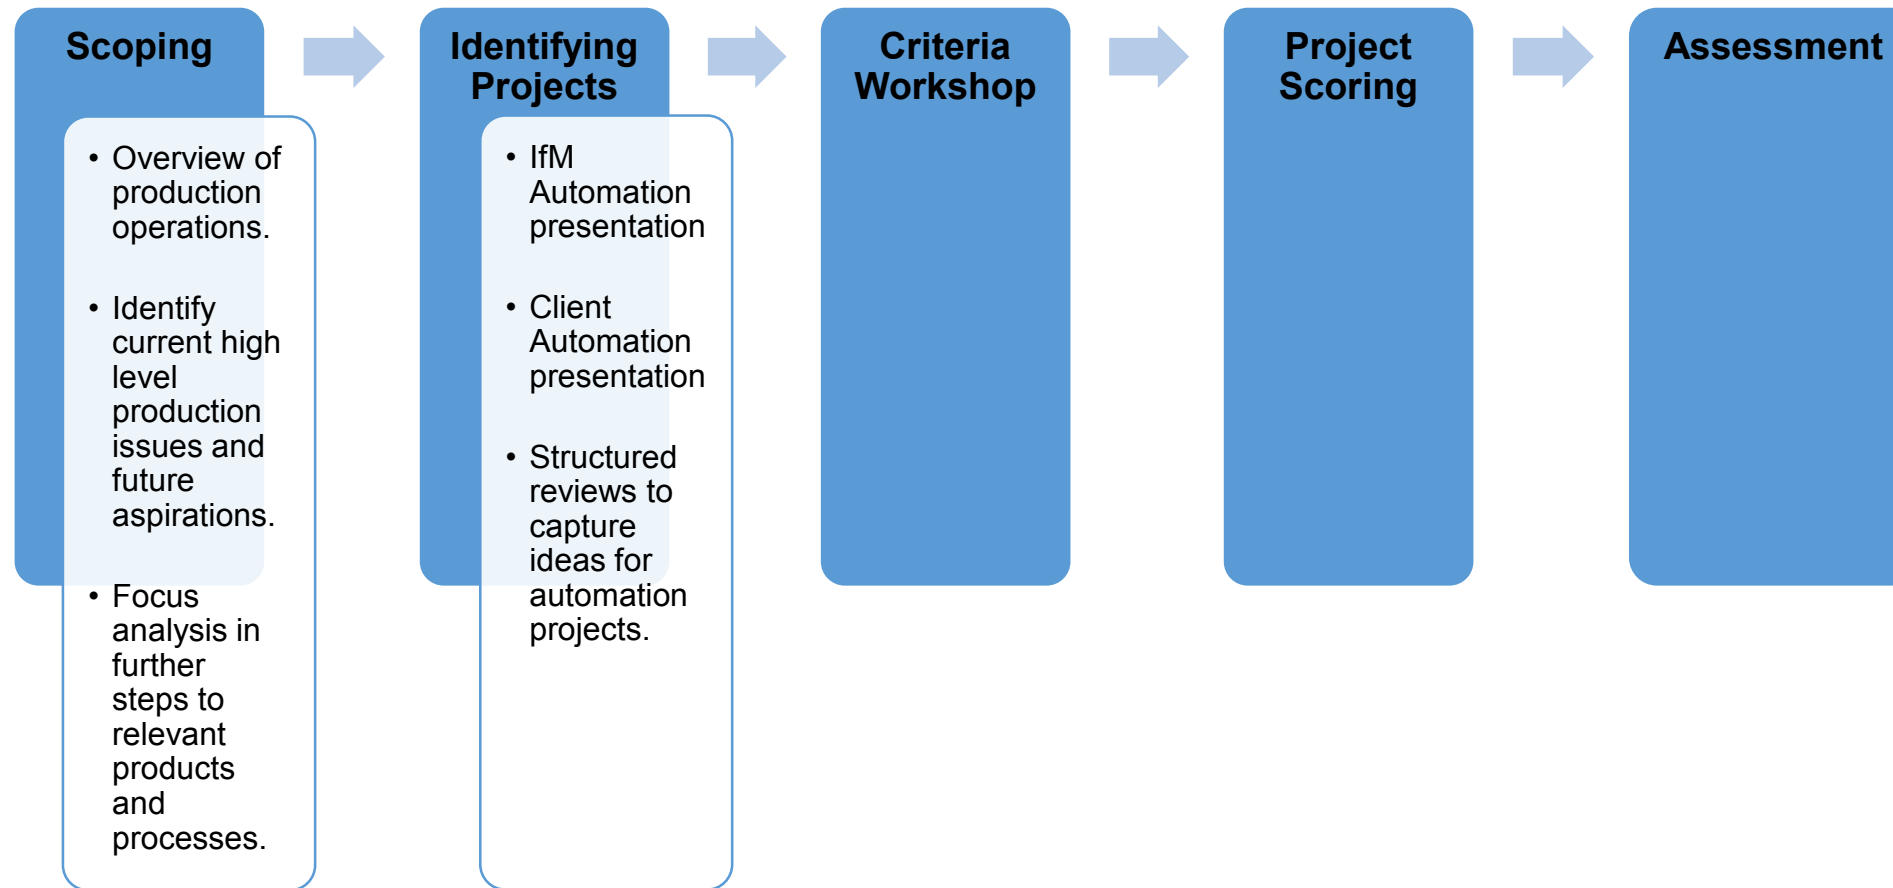 Scoping
• Overview of
production
operations.
• Identify
current high
level
production
issues and
future
aspirations.
• Focus
analysis in
further
steps to
relevant
products
and
processes.
Identifying
Projects
• IfM
Automation
presentation
• Client
Automation
presentation
• Structured
reviews to
capture
ideas for
automation
projects.
Criteria
Workshop
Project
Scoring
Assessment